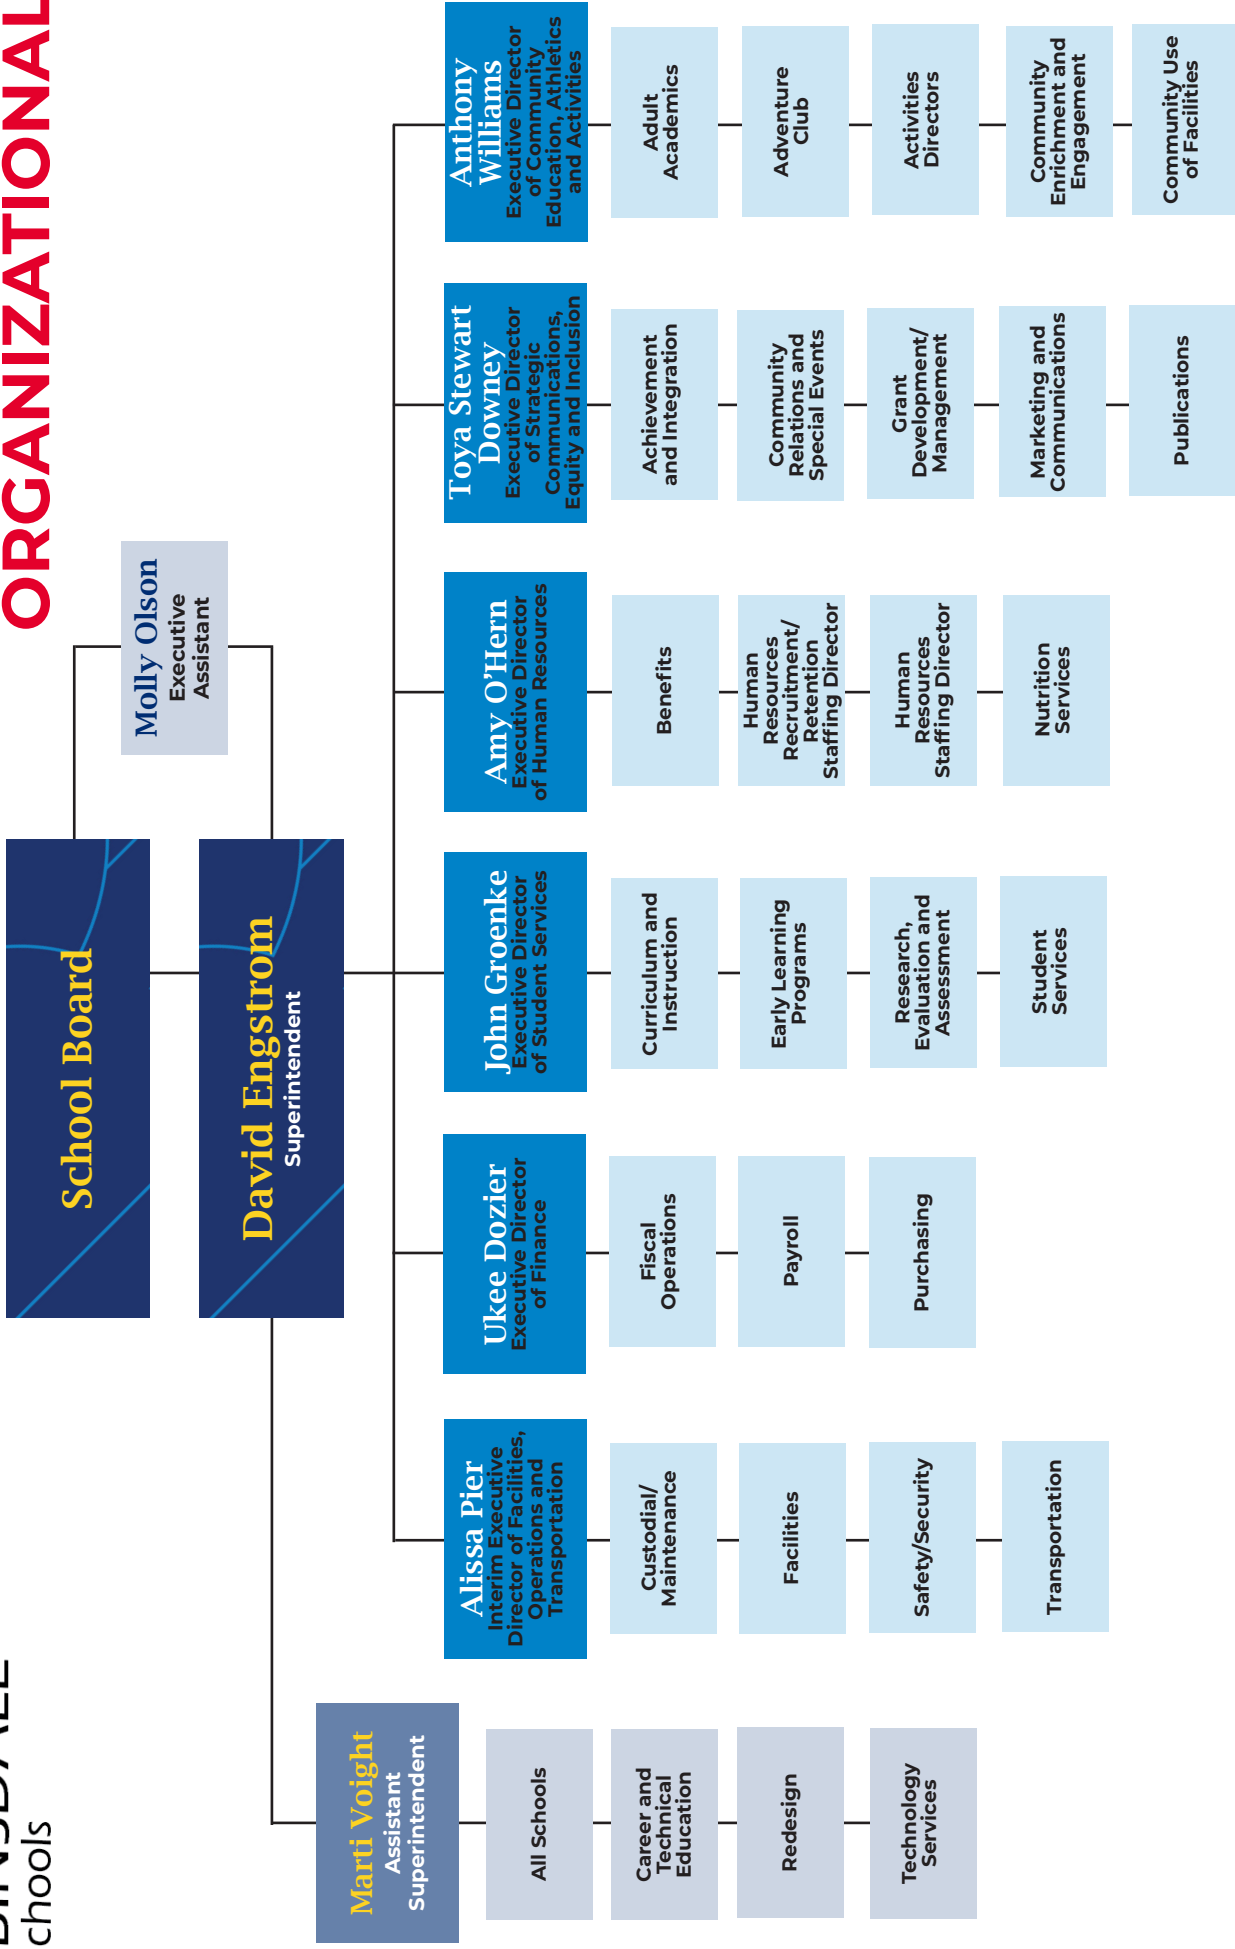 chools
ORGANIZATIONAL
School Board
Molly Olson
Executive
Assistant
David Engstrom
Superintendent
Marti Voight
Assistant
Superintendent
All Schools
Career and
Technical
Education
Redesign
Technology
Services
Alissa Pier
Interim Executive
Director of Facilities,
Operations and
Transportation
Custodial/
Maintenance
Facilities
Safety/Security
Transportation
Ukee Dozier
Executive Director
of Finance
Fiscal
Operations
Payroll
Purchasing
John Groenke
Executive Director
of Student Services
Curriculum and
Instruction
Early Learning
Programs
Research,
Evaluation and
Assessment
Student
Services
Amy O'Hern
Executive Director
of Human Resources
Benefits
Human
Resources
Recruitment/
Retention
Staffing Director
Human
Resources
Staffing Director
Nutrition
Services
Toya Stewart
Downey
Executive Director
of Strategic
Communications,
Equity and Inclusion
Achievement
and Integration
Community
Relations and
Special Events
Grant
Development/
Management
Marketing and
Communications
Publications
Anthony
Williams
Executive Director
of Community
Education, Athletics
and Activities
Adult
Academics
Adventure
Club
Activities
Directors
Community
Enrichment and
Engagement
Community Use
of Facilities